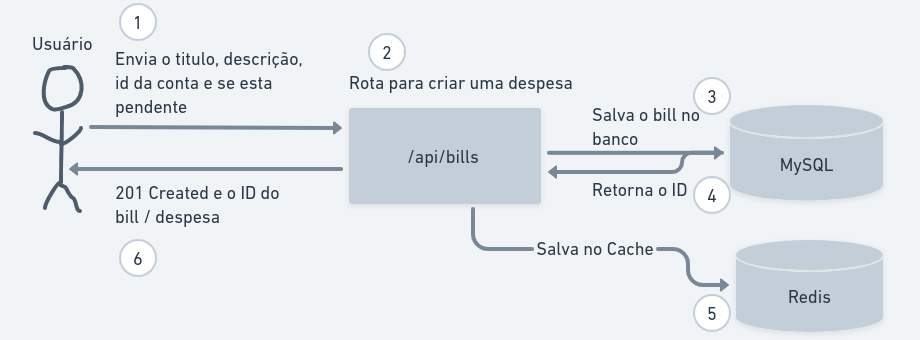 1
Usuário
Envia o titulo, descrição,
id da conta e se esta
pendente
2
Rota para criar uma despesa
/api/bills
3
Salva o bill no
banco
MySQL
Retorna o ID
4
201 Created e o ID do
bill / despesa
6
Salva no Cache
Redis
5